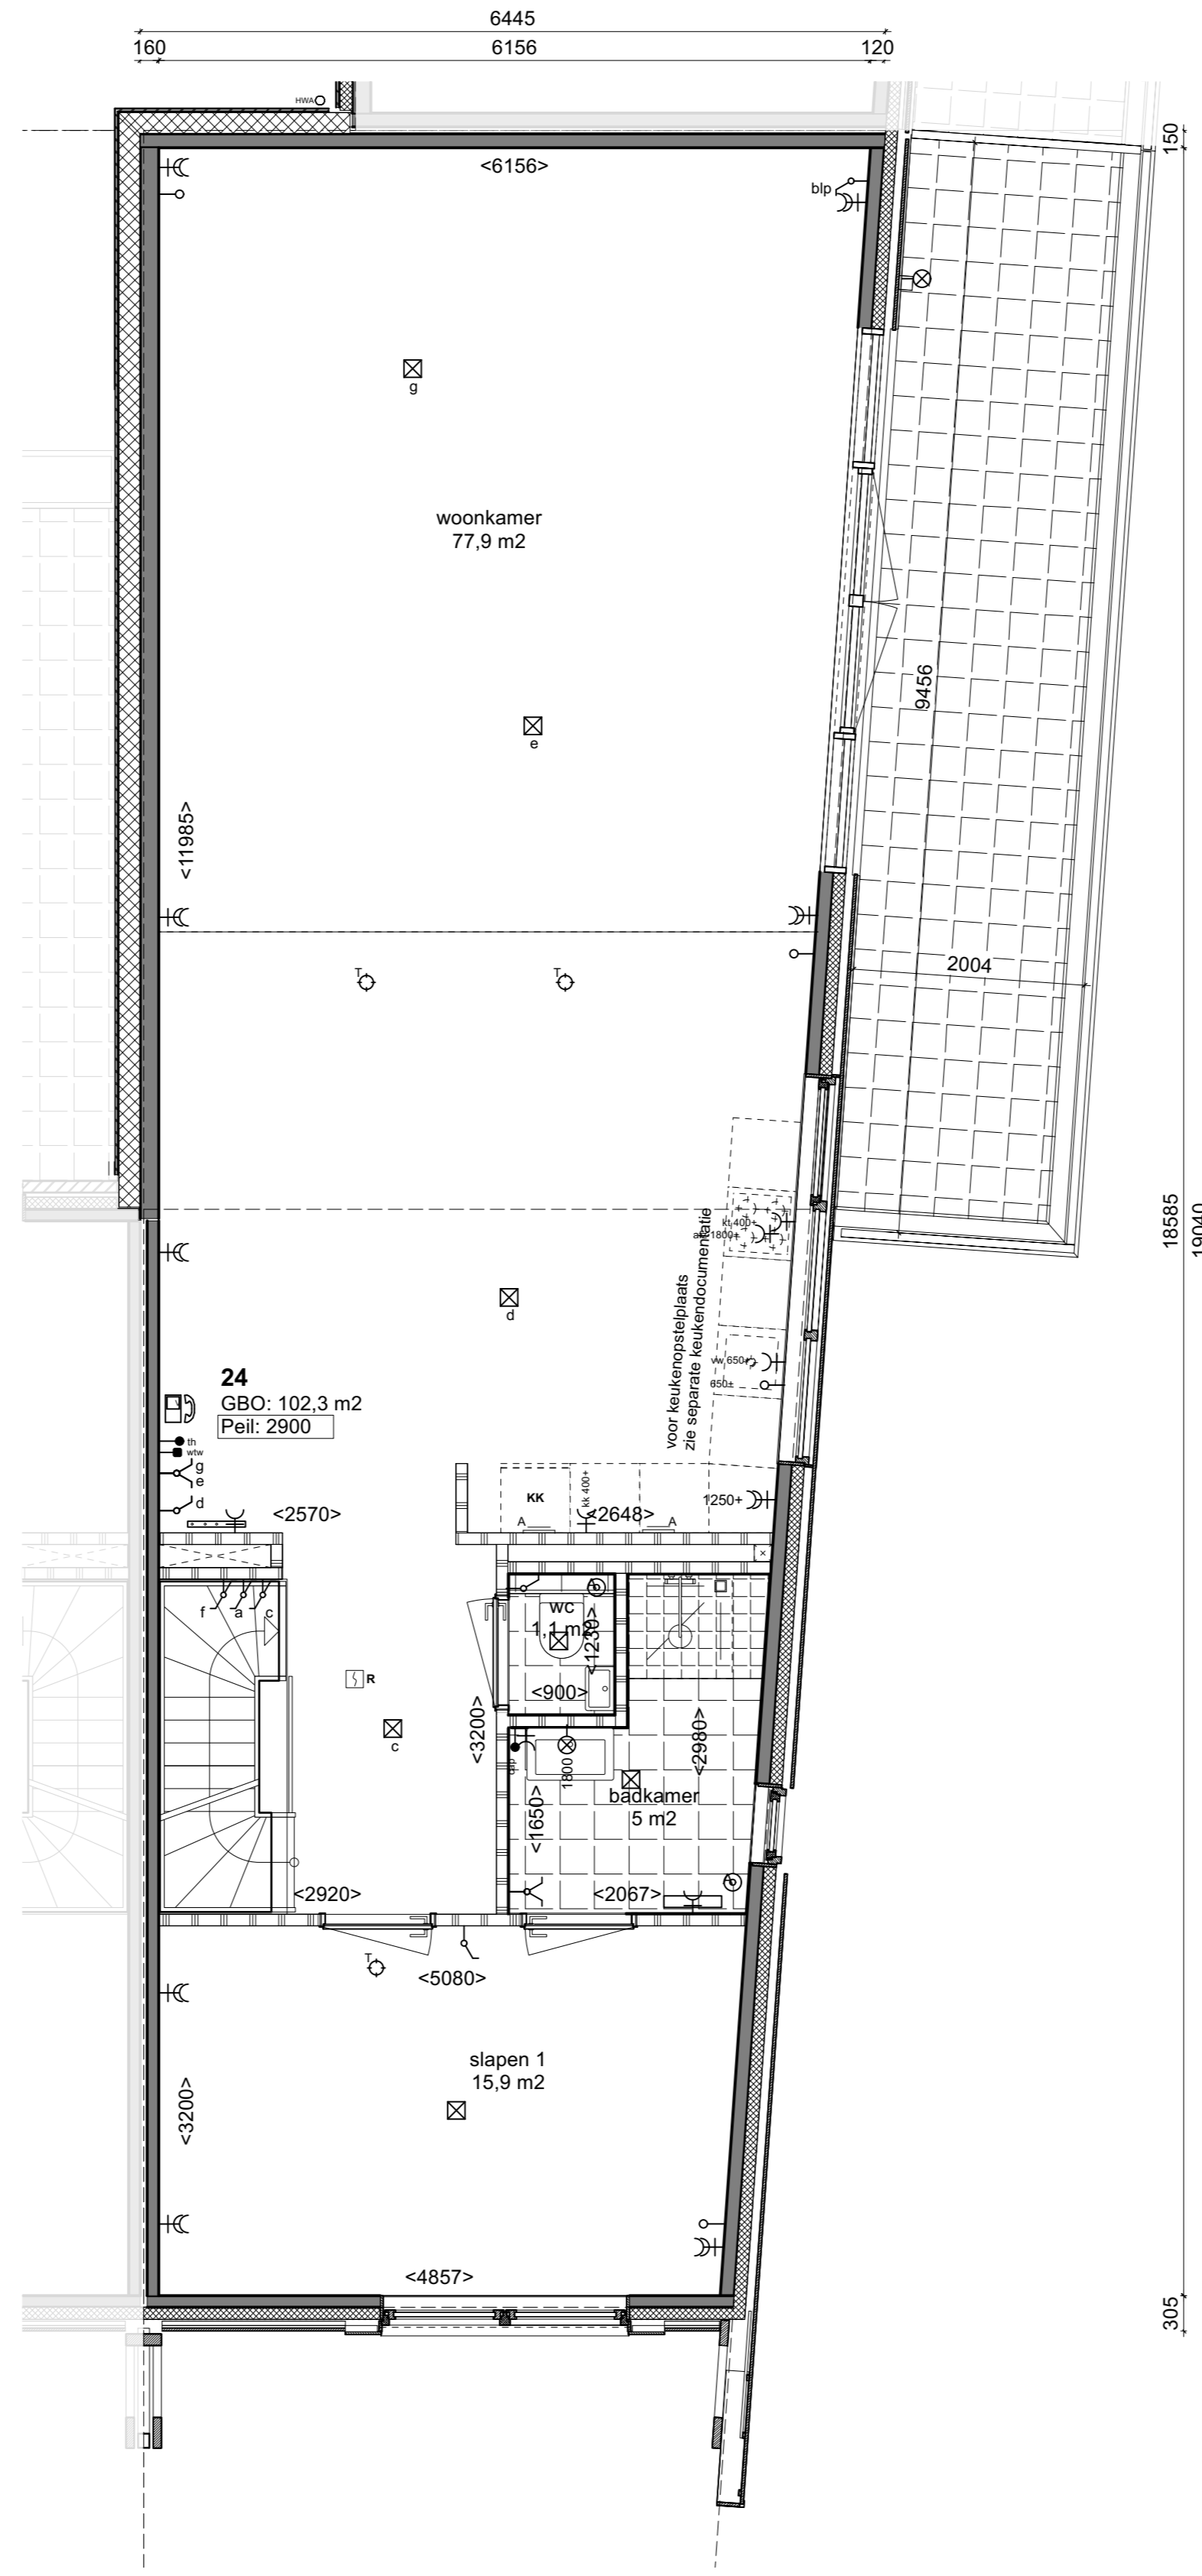 6445
160 6156 120
HWA
150
<6156>
blp
g
woonkamer
77,9 m2
9456
e
<11985>
2004
T T
18585
19040
kt 400+
1800+
d
voor keukenopstelplaats
zie separate keukendocumentatie
vw 650+
650+
24
GBO: 102,3 m2
Peil: 2900
th
wtw
g
e
d
KK
kk 400+
1250+
<2570>
A <2648> A
f a c
wc
1,1 m2
<1230>
A
R
<900>
<3200>
c
<2980>
1800
badkamer
5 m2
<1650>
A
<2920> <2067>
T
<5080>
slapen 1
15,9 m2
<3200>
<4857>
305